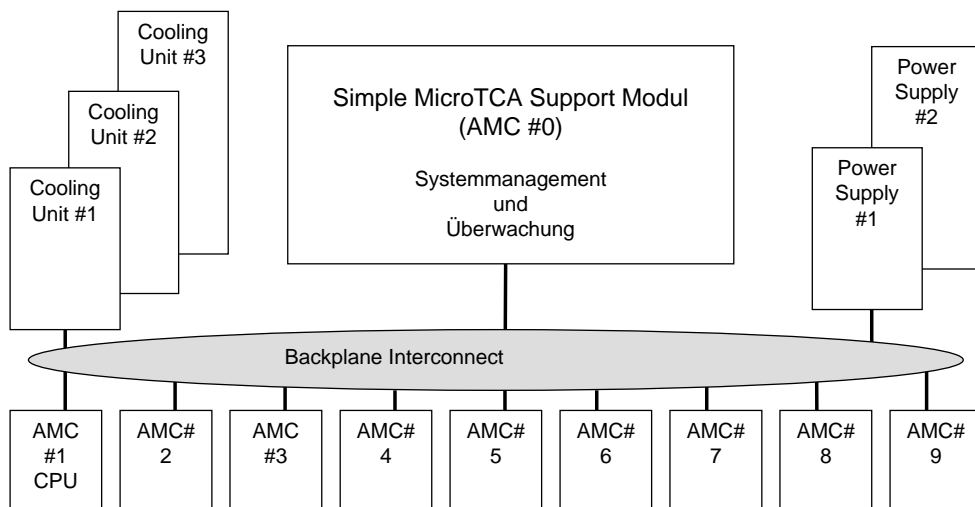 Cooling
Unit #3
Cooling
Unit #2
Cooling
Unit #1
Simple MicroTCA Support Modul
(AMC #0)
Systemmanagement
und
Überwachung
Power
Supply
#2
Power
Supply
#1
Backplane Interconnect
AMC
#1
CPU
AMC#
2
AMC
#3
AMC#
4
AMC#
5
AMC#
6
AMC#
7
AMC#
8
AMC#
9